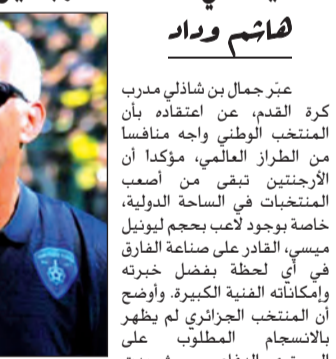 هاشم وداد
عبّر جمال بن شاذلي مدرب
كرة القدم، عن اعتقاده بأن
المنتخب الوطني واجه منافسا
من الطراز العالمي، مؤكدا أن
الأرجنتين تبقى من أصعب
المنتخبات في الساحة الدولية،
خاصة بوجود لاعب بحجم ليونيل
ميسي، القادر على صناعة الفارق
في أي لحظة بفضل خبرته
وإمكاناته الفنية الكبيرة. وأوضح
أن المنتخب الجزائري لم يظهر
بالانسجام المطلوب على